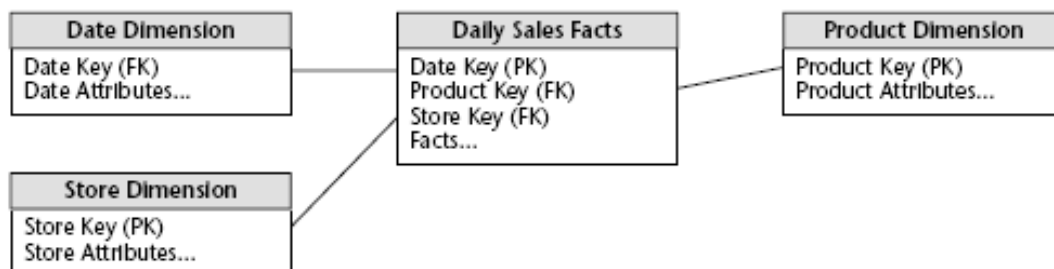 Date Dimension
Date Key (FK)
Date Attributes...
Daily Sales Facts
Date Key (PK)
Product Key (FK)
Store Key (FK)
Facts...
Product Dimension
Product Key (PK)
Product Attributes...
Store Dimension
Store Key (PK)
Store Attributes...